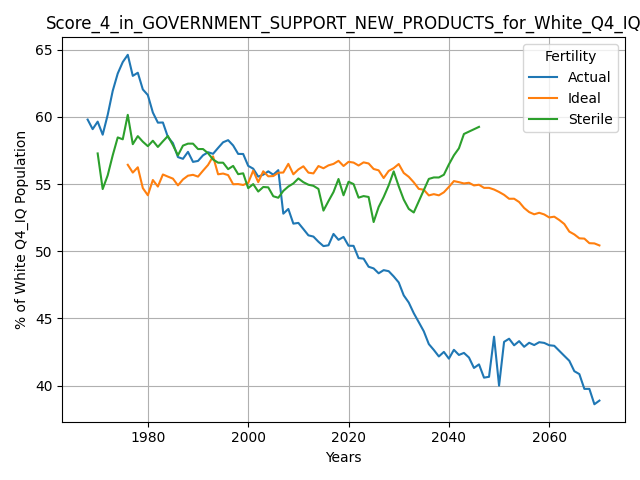 Score_4_in_GOVERNMENT_SUPPORT_NEW_PRODUCTS_for_White_Q4_IQ
Fertility
Actual
Ideal
Sterile
% of White Q4_IQ Population
65
60
55
50
45
40
1980
2000
2020
2040
2060
Years